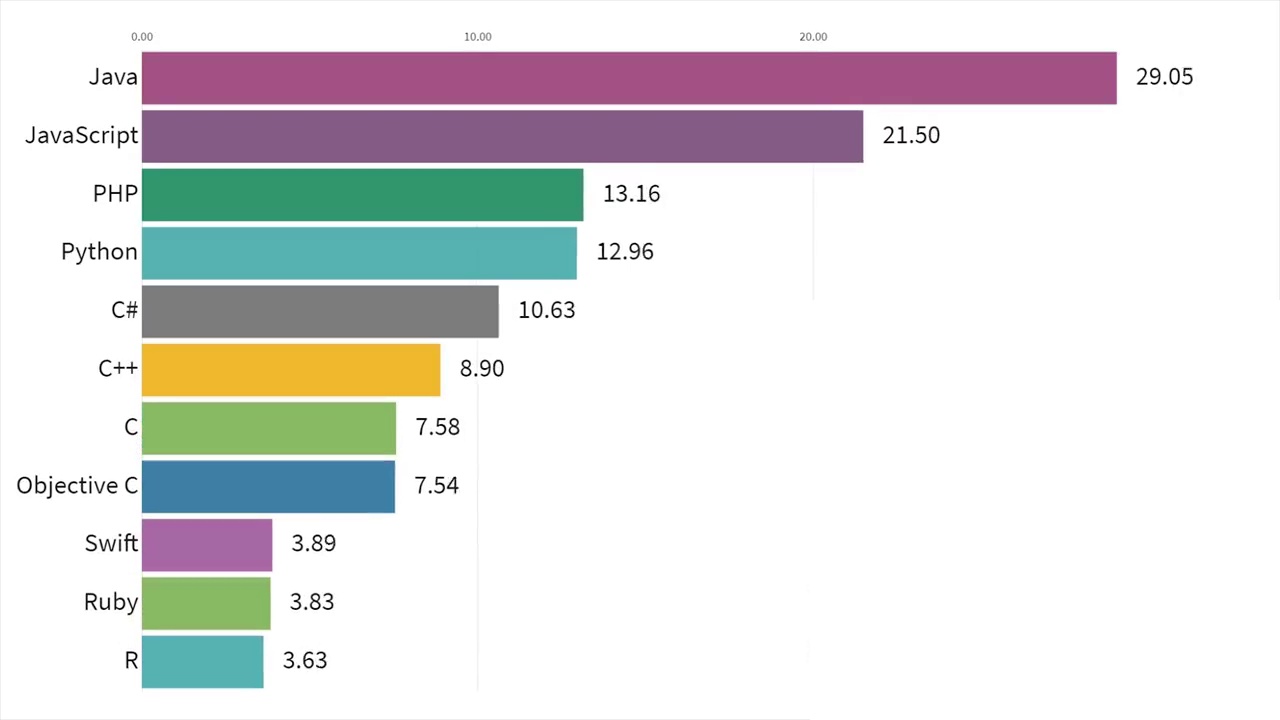 0.00 10.00 20.00
Java 29.05
JavaScript 21.50
PHP 13.16
Python 12.96
C# 10.63
C++ 8.90
C 7.58
Objective C 7.54
Swift 3.89
Ruby 3.83
R 3.63